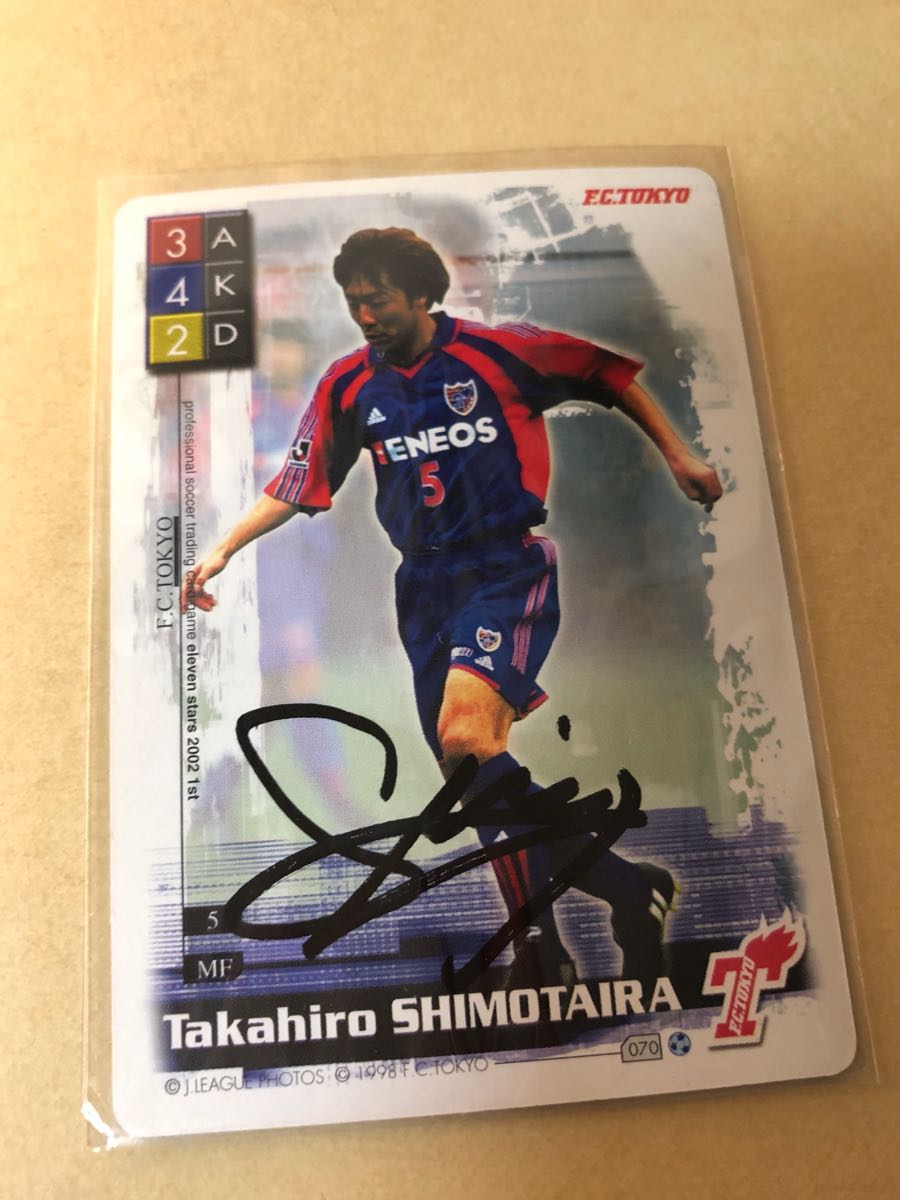 F.C.TOKYO
3 A
4 K
2 D
ENEOS
5
professional soccer trading card game eleven stars 2002 1st
F.C.TOKYO
5
MF
Takahiro SHIMOTAIRA
F.C.TOKYO
070
© J.LEAGUE PHOTOS © 1998 F.C.TOKYO